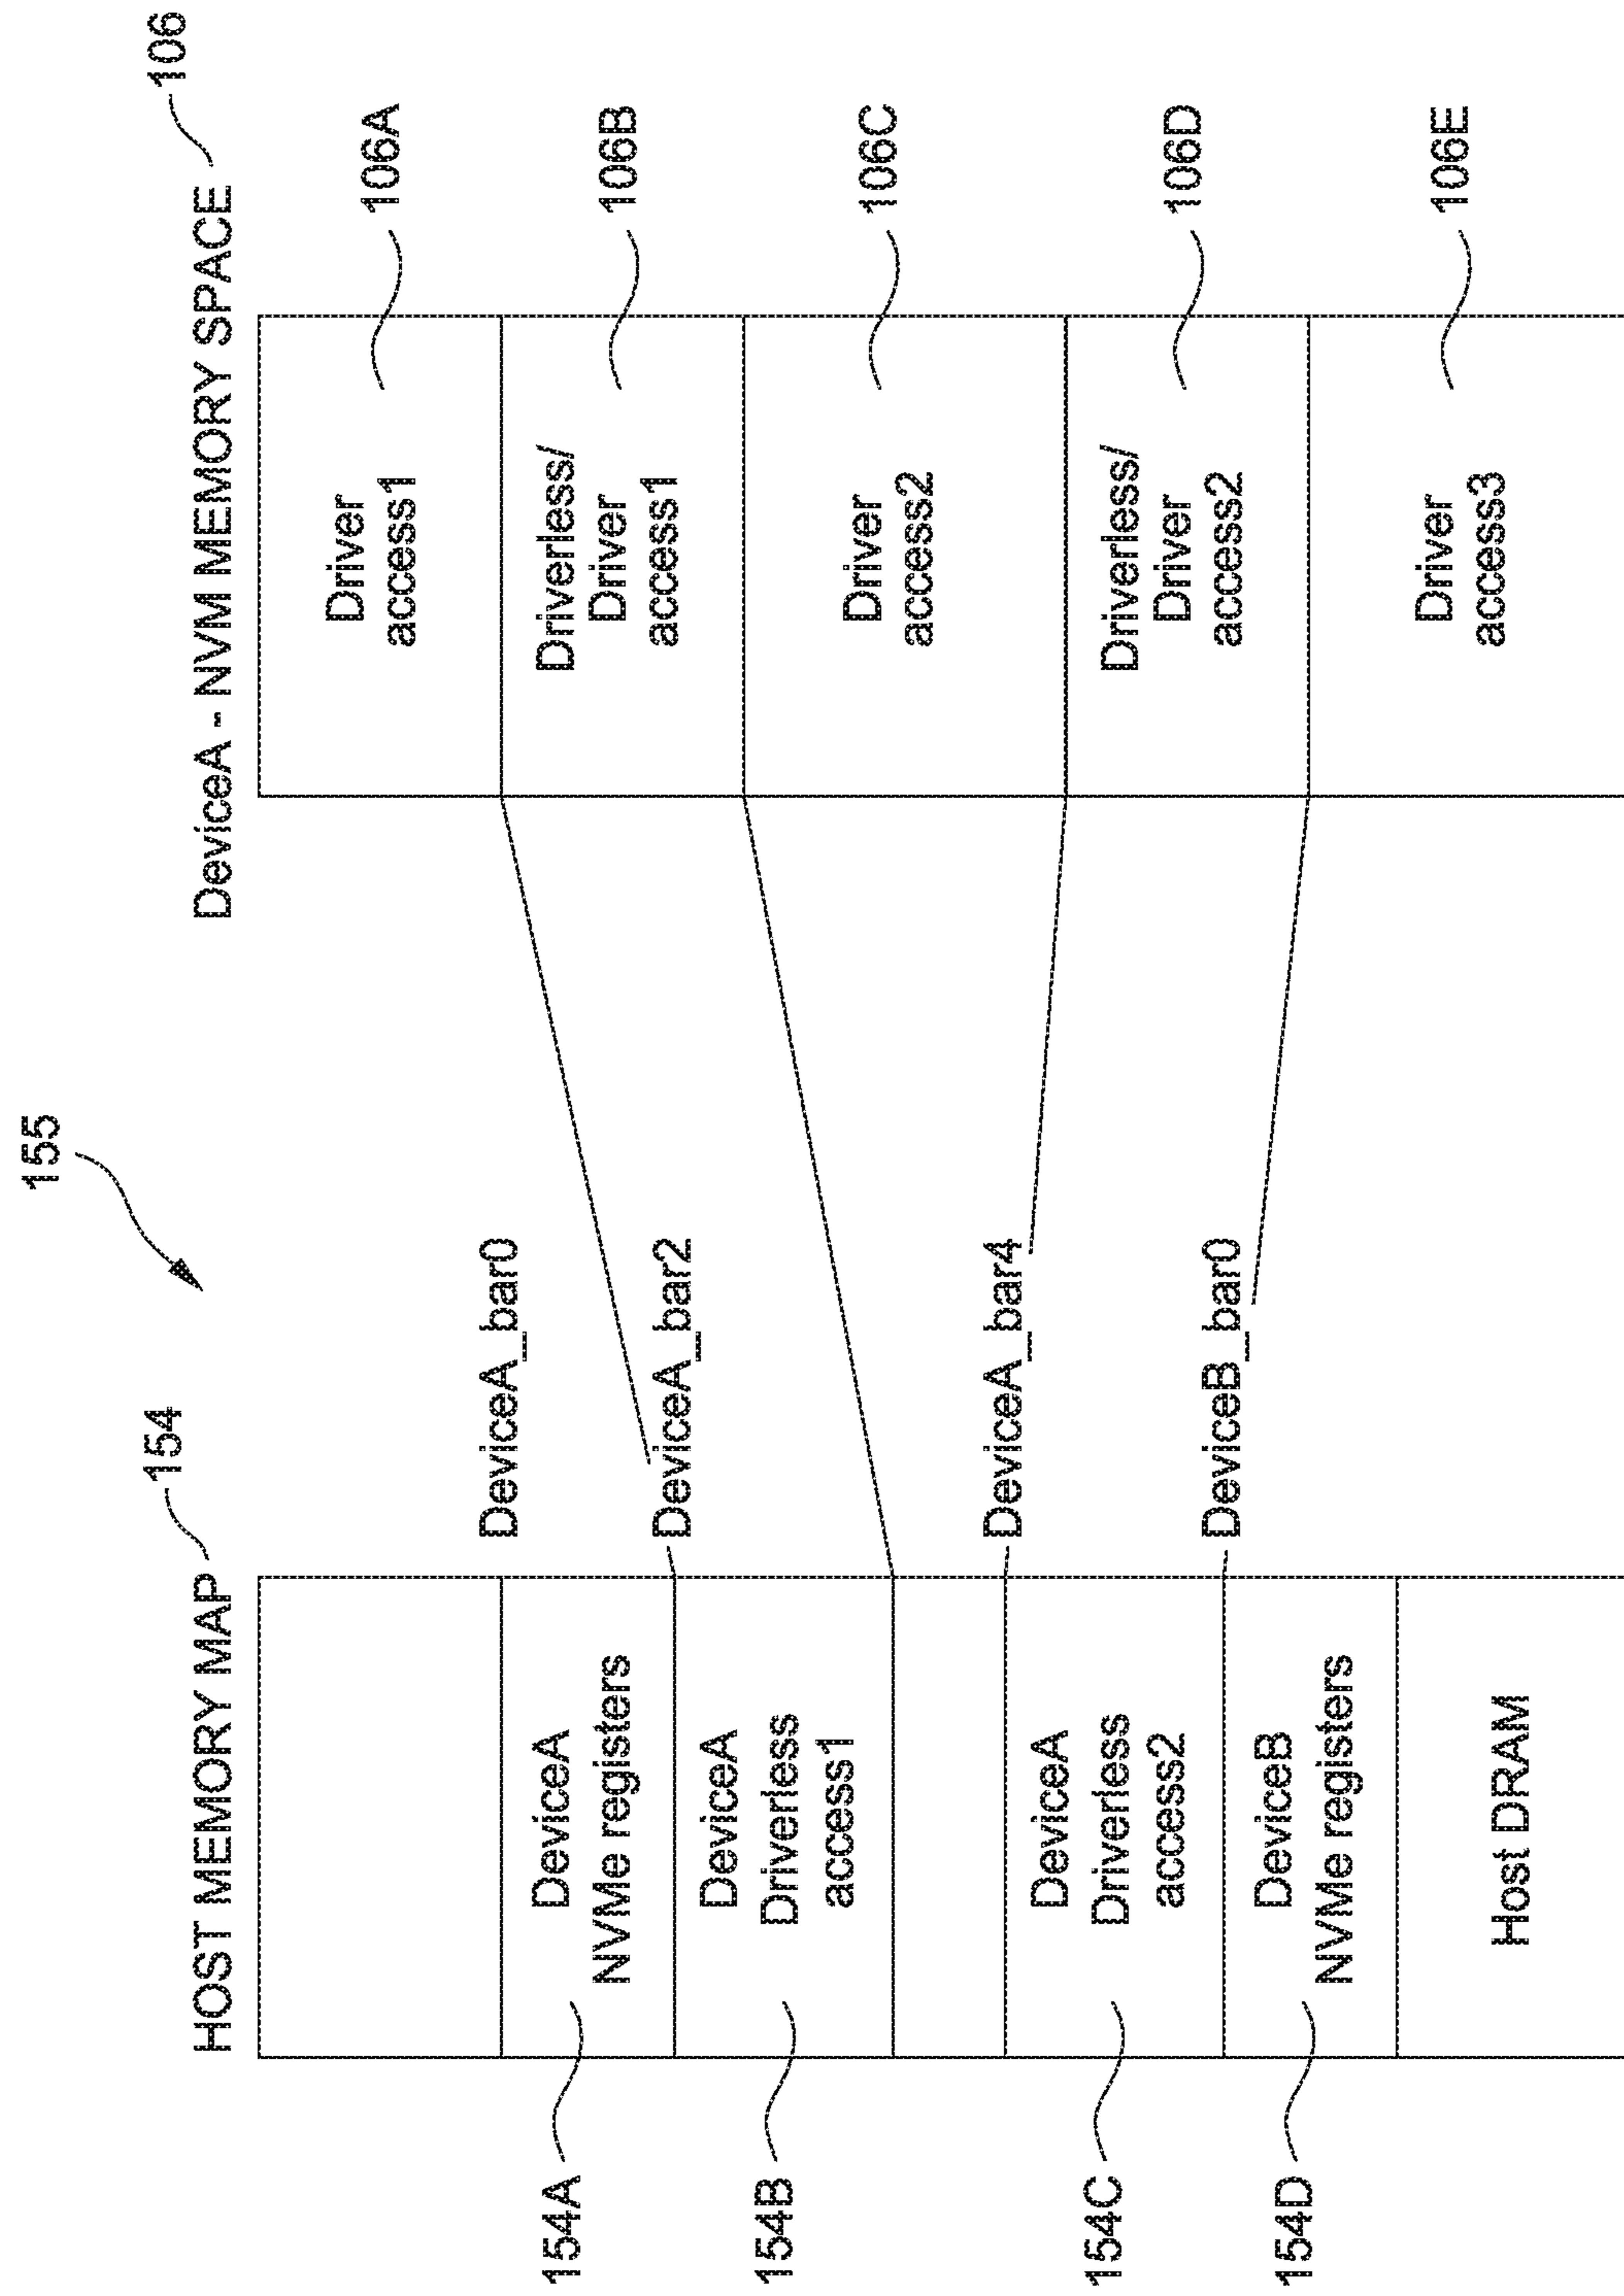 155
HOST MEMORY MAP
154
DeviceA - NVM MEMORY SPACE
106
154A
DeviceA
NVMe registers
154B
DeviceA
Driverless
access1
154C
DeviceA
Driverless
access2
154D
DeviceB
NVMe registers
Host DRAM
DeviceA_bar0
DeviceA_bar2
DeviceA_bar4
DeviceB_bar0
Driver
access1
106A
Driverless/
Driver
access1
106B
Driver
access2
106C
Driverless/
Driver
access2
106D
Driver
access3
106E